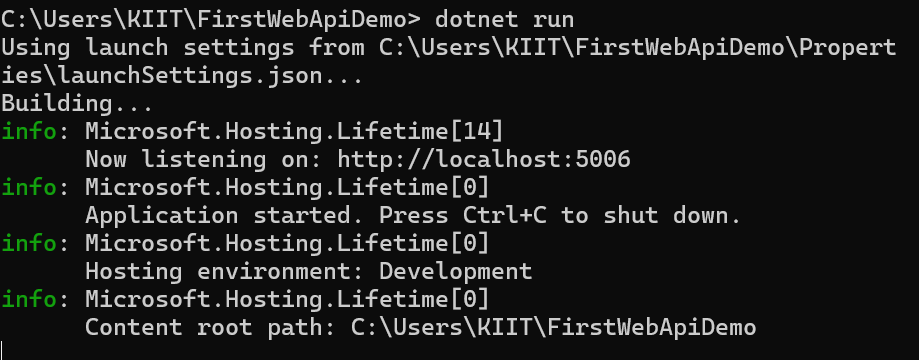 C:\Users\KIIT\FirstWebApiDemo> dotnet run
Using launch settings from C:\Users\KIIT\FirstWebApiDemo\Propert
ies\launchSettings.json...
Building...
info: Microsoft.Hosting.Lifetime[14]
      Now listening on: http://localhost:5006
info: Microsoft.Hosting.Lifetime[0]
      Application started. Press Ctrl+C to shut down.
info: Microsoft.Hosting.Lifetime[0]
      Hosting environment: Development
info: Microsoft.Hosting.Lifetime[0]
      Content root path: C:\Users\KIIT\FirstWebApiDemo